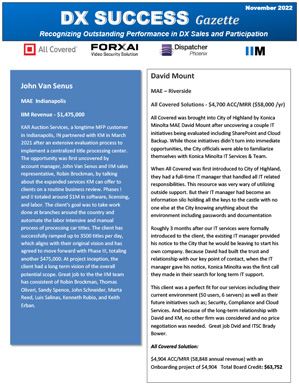 November 2022
DX SUCCESS Gazette
Recognizing Outstanding Performance in DX Sales and Participation
All Covered
FORXAI
Video Security Solution
Dispatcher
Phoenix
IIM
John Van Senus
MAE Indianapolis
IIM Revenue - $1,475,000
KAR Auction Services, a longtime MFP customer
in Indianapolis, IN partnered with KM in March
2021 after an extensive evaluation process to
implement a centralized title processing center.
The opportunity was first uncovered by
account manager, John Van Senus and IIM sales
representative, Robin Brockman, by talking
about the expanded services KM can offer to
clients on a routine business review. Phases I
and II totaled around $1M in software, licensing,
and labor. The client's goal was to take work
done at branches around the country and
automate the labor intensive and manual
process of processing car titles. The client has
successfully ramped up to 3500 titles per day,
which aligns with their original vision and has
agreed to move forward with Phase III, totaling
another $475,000. At project inception, the
client had a long term vision of the overall
potential scope. Great job to the IIM team
has consistent of Robin Brockman, Thomas
Oliveri, Sandy Spence, John Schneider, Marta
Reed, Luis Salinas, Kenneth Rubio, and Keith
Erban.
David Mount
MAE – Riverside
All Covered Solutions - $4,700 ACC/MRR ($58,000 /yr)
All Covered was brought into City of Highland by Konica
Minolta MAE David Mount after uncovering a couple IT
initiatives being evaluated including SharePoint and Cloud
Backup. While those initiatives didn't turn into immediate
opportunities, the City officials were able to familiarize
themselves with Konica Minolta IT Services & Team.
When All Covered was first introduced to City of Highland,
they had a full-time IT manager that handled all IT related
responsibilities. This resource was very wary of utilizing
outside support. But their IT manager had become an
information silo holding all the keys to the castle with no
one else at the City knowing anything about the
environment including passwords and documentation
Roughly 3 months after our IT services were formally
introduced to the client, the existing IT manager provided
his notice to the City that he would be leaving to start his
own company. Because David had built the trust and
relationship with our key point of contact, when the IT
manager gave his notice, Konica Minolta was the first call
they made in their search for long term IT support.
This client was a perfect fit for our services including their
current environment (50 users, 6 servers) as well as their
future initiatives such as; Security, Compliance and Cloud
Services. And because of the long-term relationship with
David and KM, no other firm was considered and no price
negotiation was needed. Great job Dvid and ITSC Brady
Bower.
All Covered Solution:
$4,904 ACC/MRR (58,848 annual revenue) with an
Onboarding project of $4,904 Total Board Credit: $63,752